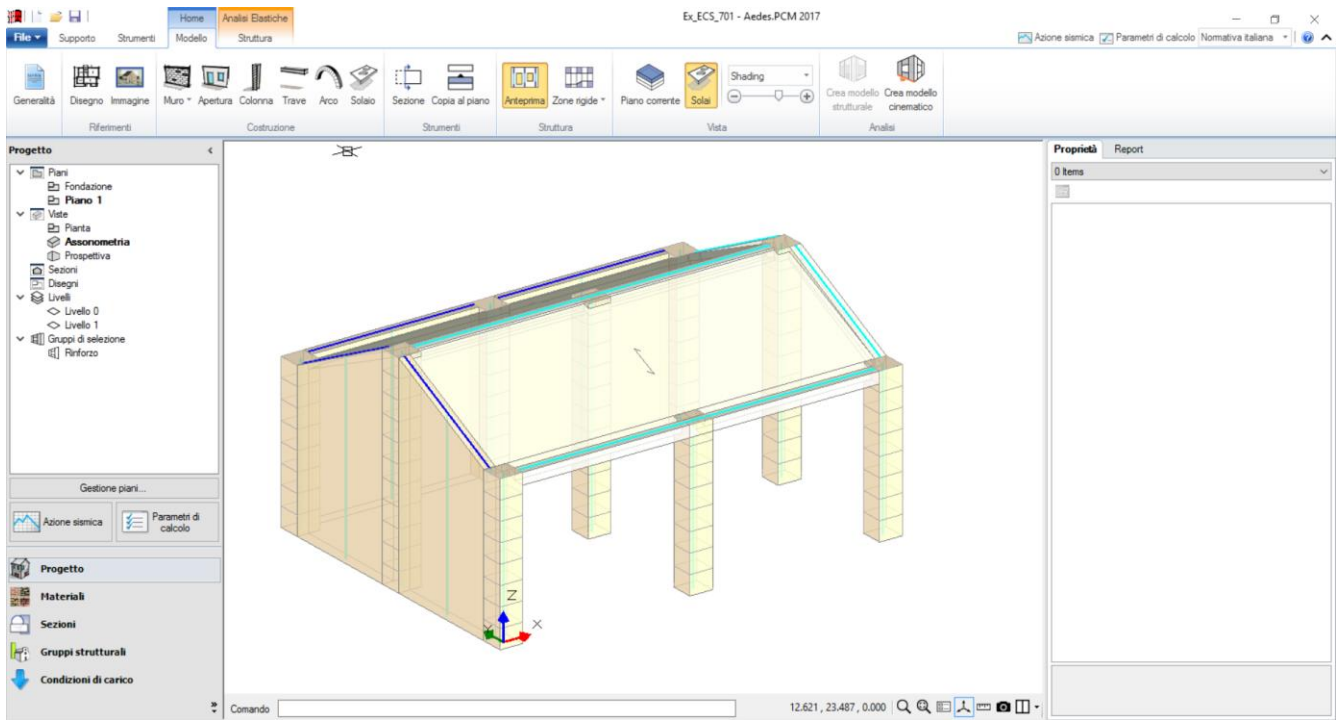 Ex_ECS_701 - Aedes.PCM 2017
Home
Analisi Elastiche
File
Supporto
Strumenti
Modello
Struttura
Azione sismica
Parametri di calcolo
Normativa italiana
Generalità
Disegno
Immagine
Muro
Apertura
Colonna
Trave
Arco
Solaio
Sezione
Copia al piano
Anteprima
Zone rigide
Piano corrente
Solai
Shading
Crea modello
strutturale
Crea modello
cinematico
Riferimenti
Costruzione
Strumenti
Struttura
Vista
Analisi
Progetto
Piani
Fondazione
Piano 1
Viste
Pianta
Assonometria
Prospettiva
Sezioni
Disegni
Livelli
Livello 0
Livello 1
Gruppi di selezione
Rinforzo
Gestione piani...
Azione sismica
Parametri di
calcolo
Progetto
Materiali
Sezioni
Gruppi strutturali
Condizioni di carico
Z
X
Y
Comando
12.621 , 23.487 , 0.000
Proprietà
Report
0 Items